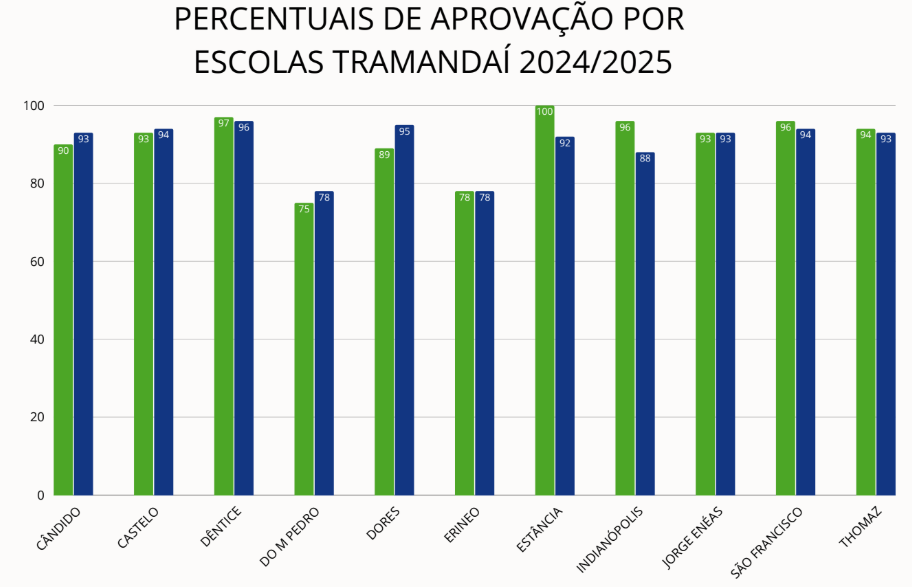 PERCENTUAIS DE APROVAÇÃO POR
ESCOLAS TRAMANDAÍ 2024/2025
100
80
60
40
20
0
90 93
93 94
97 96
75 78
89 95
78 78
100 92
96 88
93 93
96 94
94 93
CÂNDIDO
CASTELO
DÊNTICE
DO M PEDRO
DORES
ERINEO
ESTÂNCIA
INDIANÓPOLIS
JORGE ENÉAS
SÃO FRANCISCO
THOMAZ